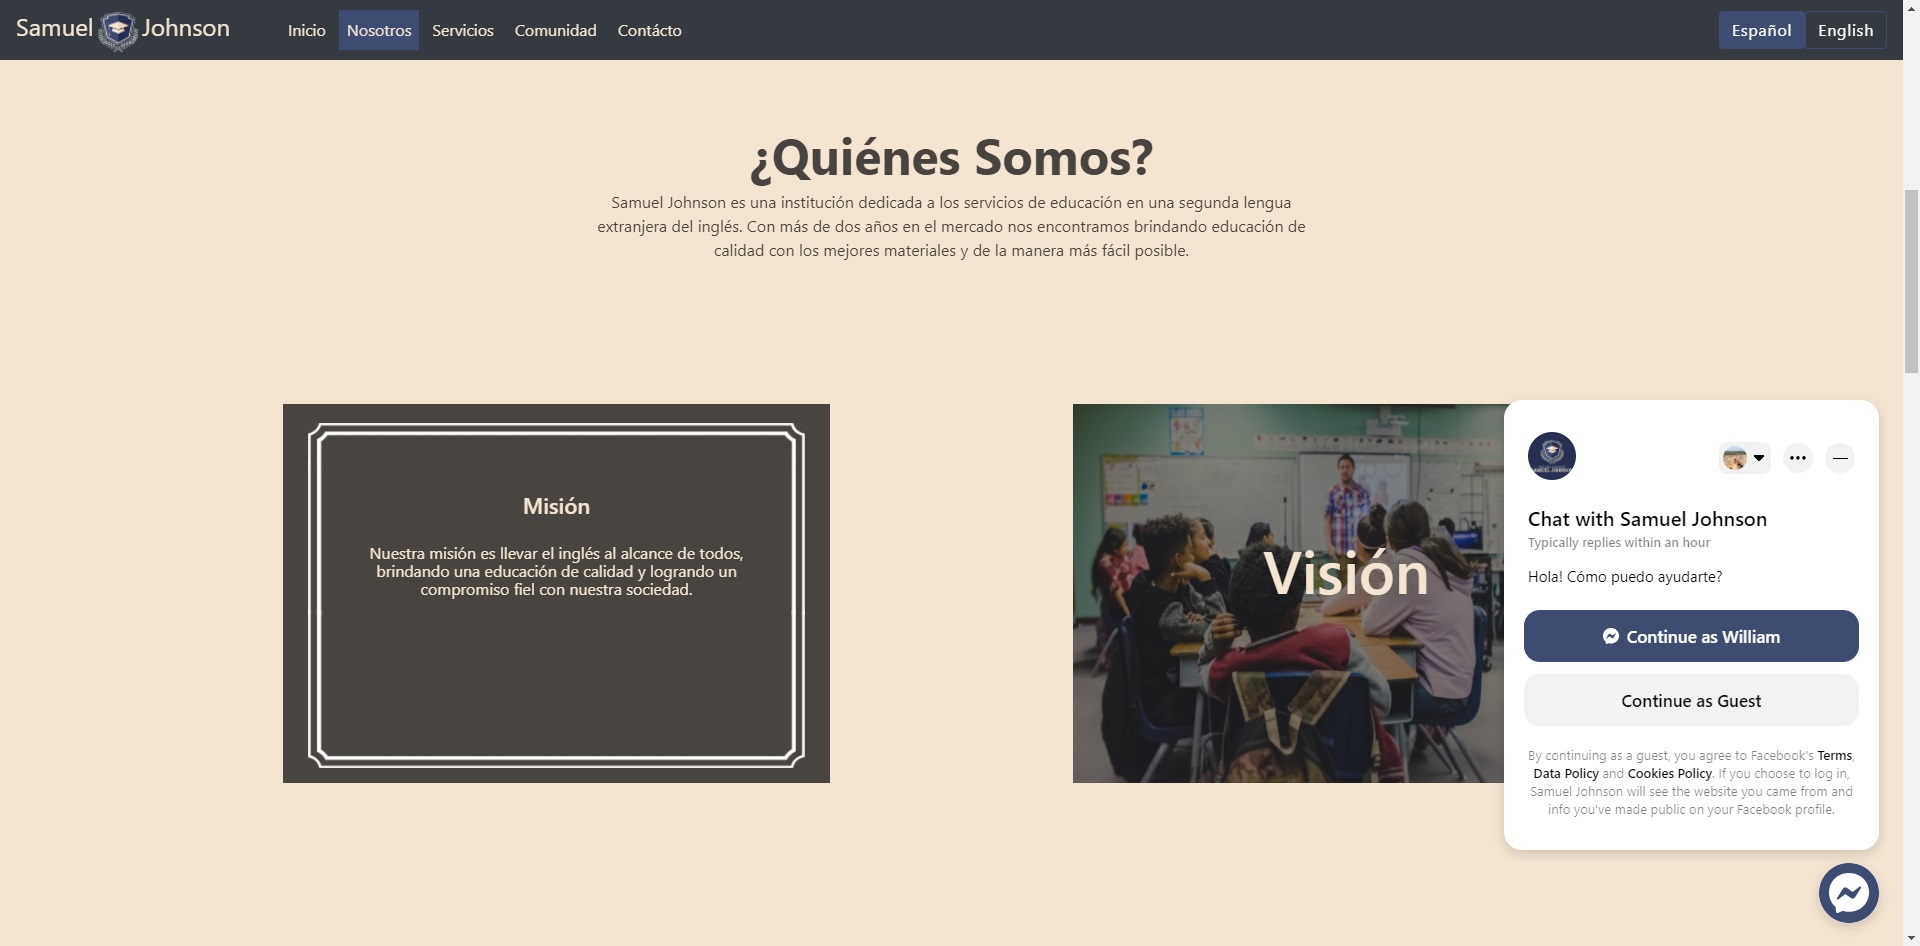 Samuel Johnson
Inicio
Nosotros
Servicios
Comunidad
Contácto
Español
English
¿Quiénes Somos?
Samuel Johnson es una institución dedicada a los servicios de educación en una segunda lengua
extranjera del inglés. Con más de dos años en el mercado nos encontramos brindando educación de
calidad con los mejores materiales y de la manera más fácil posible.
Misión
Nuestra misión es llevar el inglés al alcance de todos,
brindando una educación de calidad y logrando un
compromiso fiel con nuestra sociedad.
Visión
SAMUEL JOHNSON
Chat with Samuel Johnson
Typically replies within an hour
Hola! Cómo puedo ayudarte?
Continue as William
Continue as Guest
By continuing as a guest, you agree to Facebook's Terms,
Data Policy and Cookies Policy. If you choose to log in,
Samuel Johnson will see the website you came from and
info you've made public on your Facebook profile.